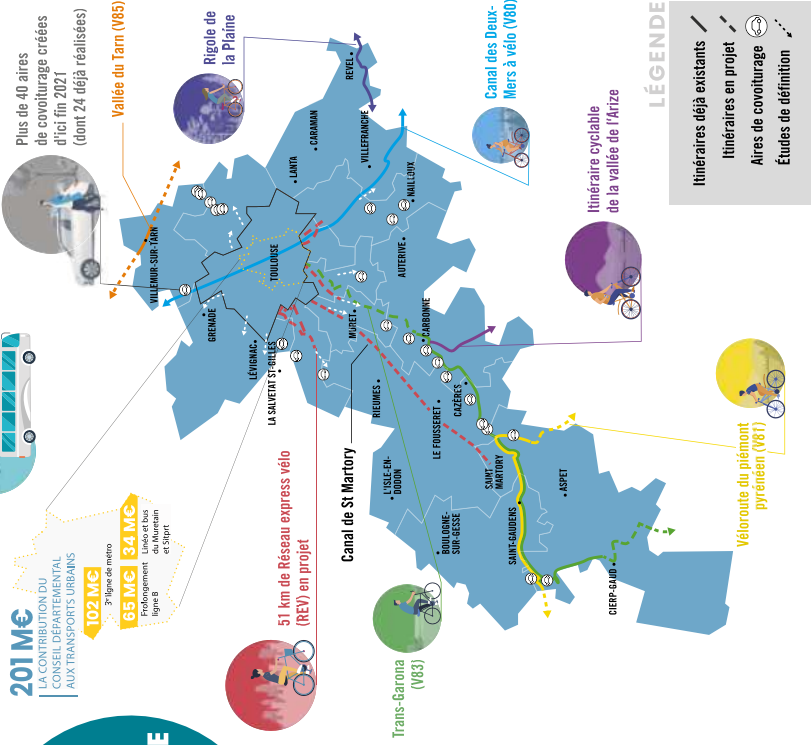 201 M€
LA CONTRIBUTION DU
CONSEIL DÉPARTEMENTAL
AUX TRANSPORTS URBAINS
102 M€
3e ligne de métro
65 M€
Prolongement
ligne B
34 M€
Linéo et bus
du Muretain
et Sitprt
Plus de 40 aires
de covoiturage créées
d'ici fin 2021
(dont 24 déjà réalisées)
Vallée du Tarn (V85)
Rigole de
la Plaine
Canal des Deux-
Mers à vélo (V80)
Itinéraire cyclable
de la vallée de l'Arize
Véloroute du piémont
pyrénéen (V81)
51 km de Réseau express vélo
(REV) en projet
Canal de St Martory
Trans-Garona
(V83)
VILLEMUR-SUR-TARN
GRENADE
LÉVIGNAC
LA SALVETAT ST-GILLES
TOULOUSE
LANTA
CARAMAN
REVEL
VILLEFRANCHE
NAILLOUX
AUTERIVE
MURET
CARBONNE
RIEUMES
LE FOUSSERET
CAZÈRES
L'ISLE-EN-
DODON
BOULOGNE-
SUR-GESSE
SAINT
MARTORY
SAINT-GAUDENS
ASPET
CIERP-GAUD
LÉGENDE
Itinéraires déjà existants
Itinéraires en projet
Aires de covoiturage
Études de définition
E